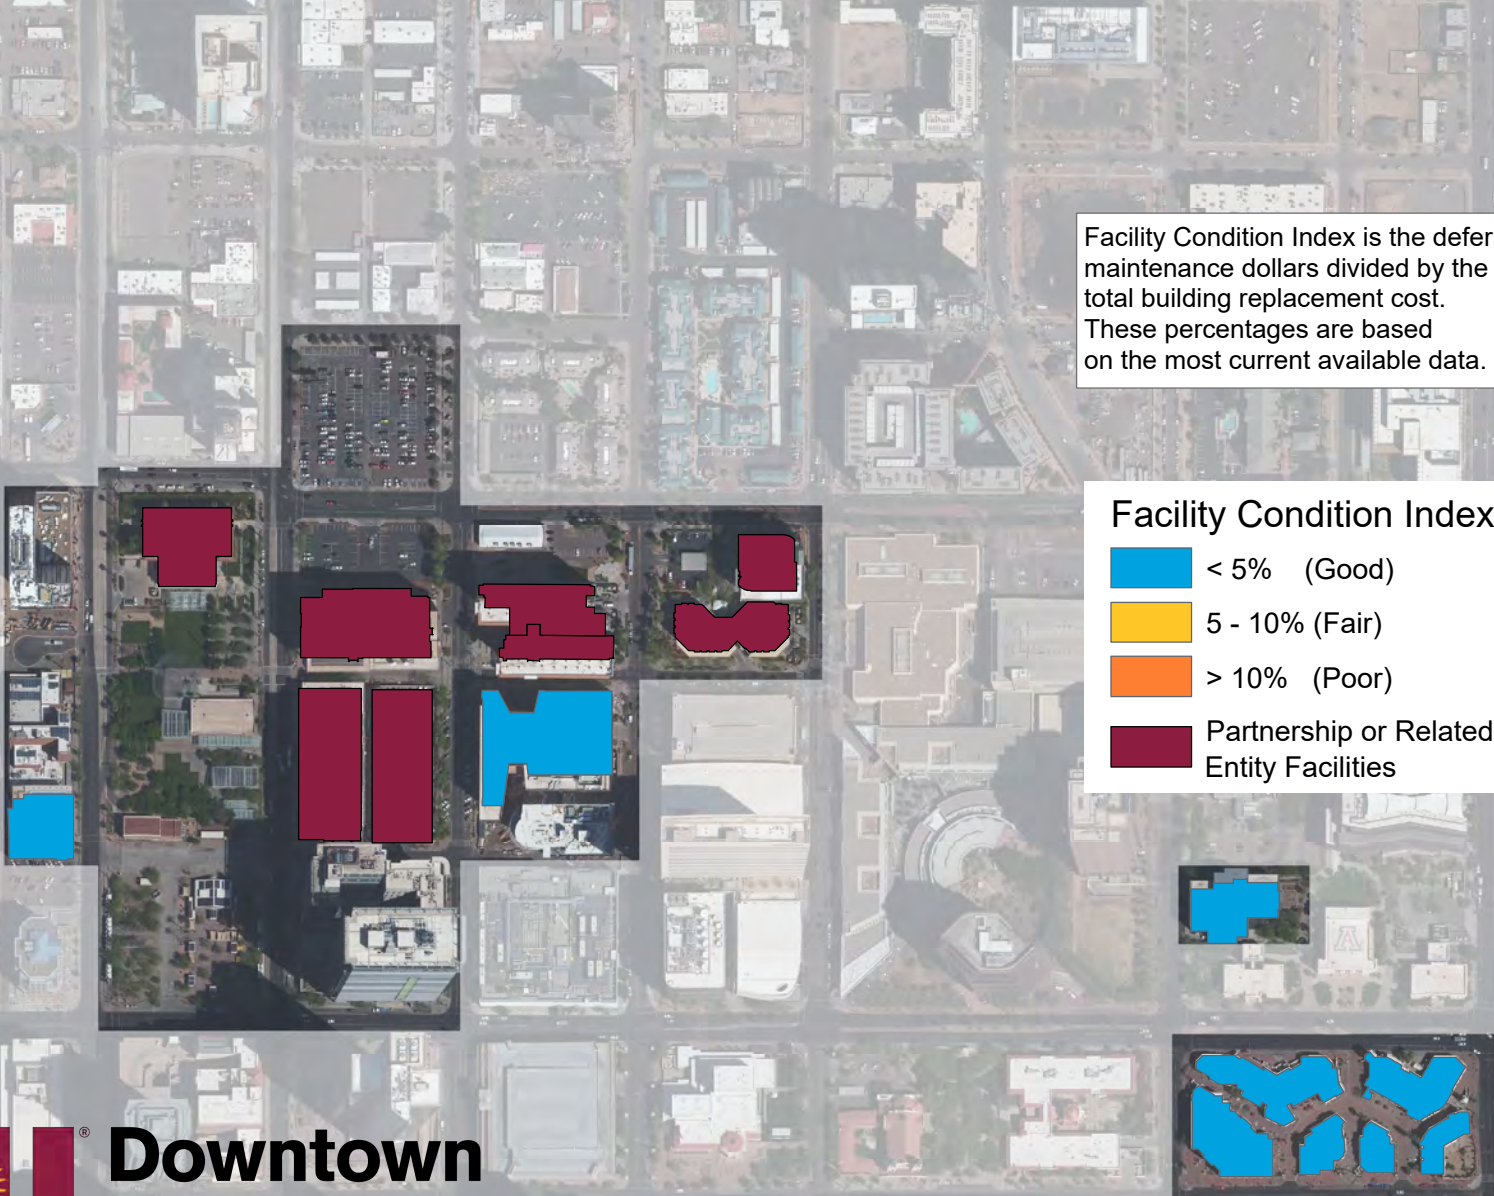 Facility Condition Index is the defer
maintenance dollars divided by the
total building replacement cost.
These percentages are based
on the most current available data.
Facility Condition Index
< 5% (Good)
5 - 10% (Fair)
> 10% (Poor)
Partnership or Related
Entity Facilities
A
® Downtown